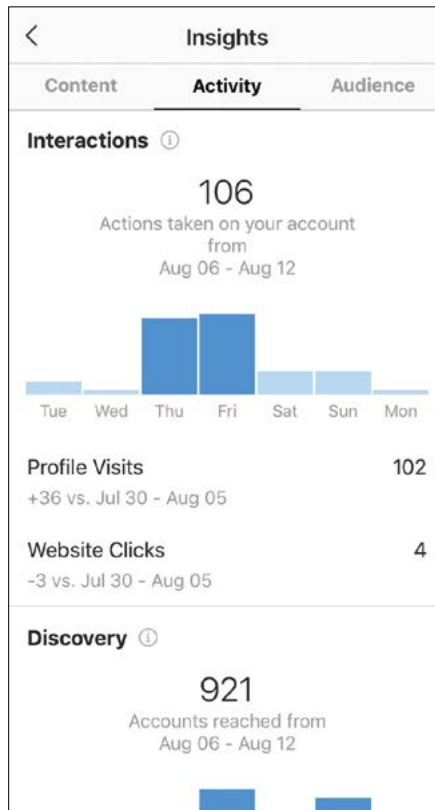 Insights
Content Activity Audience
Interactions
106
Actions taken on your account
from
Aug 06 - Aug 12
Tue Wed Thu Fri Sat Sun Mon
Profile Visits 102
+36 vs. Jul 30 - Aug 05
Website Clicks 4
-3 vs. Jul 30 - Aug 05
Discovery
921
Accounts reached from
Aug 06 - Aug 12